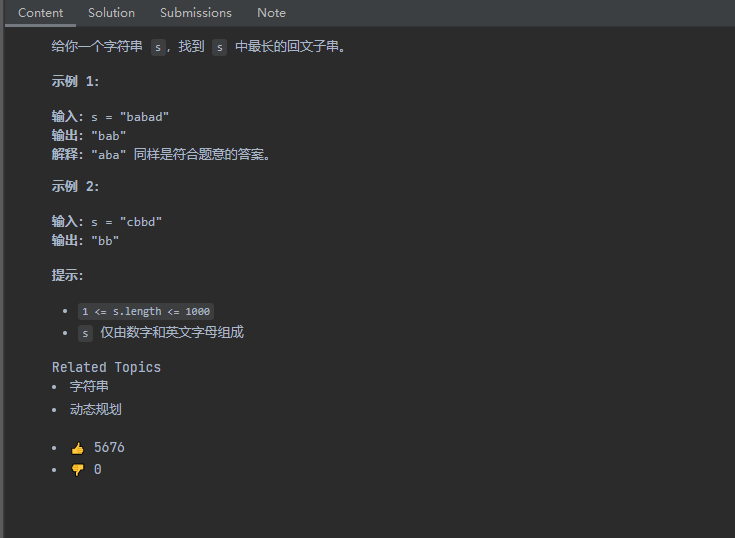 Content Solution Submissions Note
给你一个字符串 s，找到 s 中最长的回文子串。
示例 1：
输入：s = "babad"
输出："bab"
解释："aba" 同样是符合题意的答案。
示例 2：
输入：s = "cbbd"
输出："bb"
提示：
• 1 <= s.length <= 1000
• s 仅由数字和英文字母组成
Related Topics
• 字符串
• 动态规划
• 👍 5676
• 👎 0